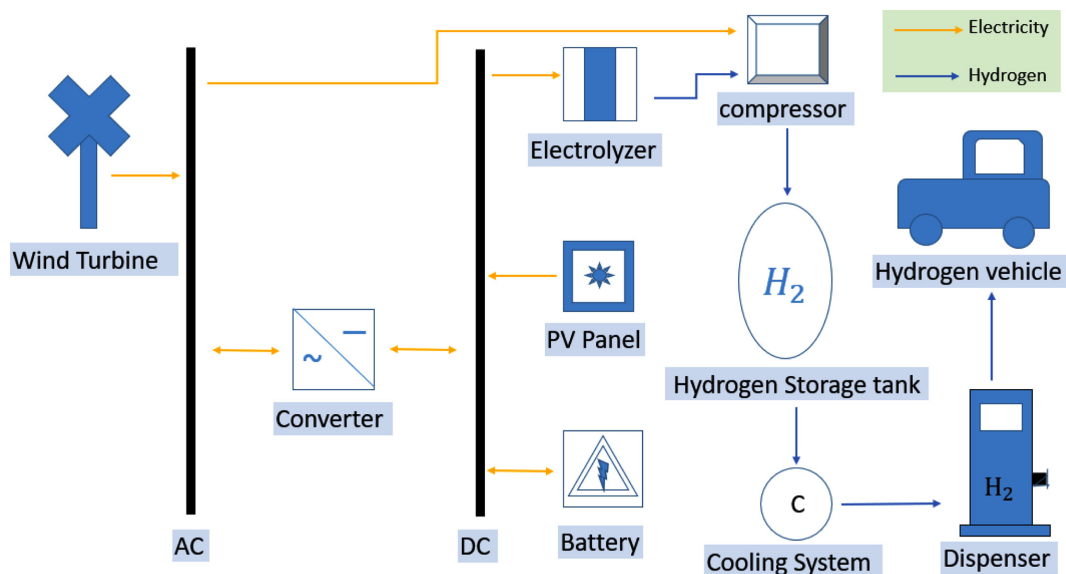 Electricity
Hydrogen
compressor
Electrolyzer
Wind Turbine
Hydrogen vehicle
H₂
PV Panel
~ —
Converter
Hydrogen Storage tank
H₂
C
AC
DC
Battery
Cooling System
Dispenser